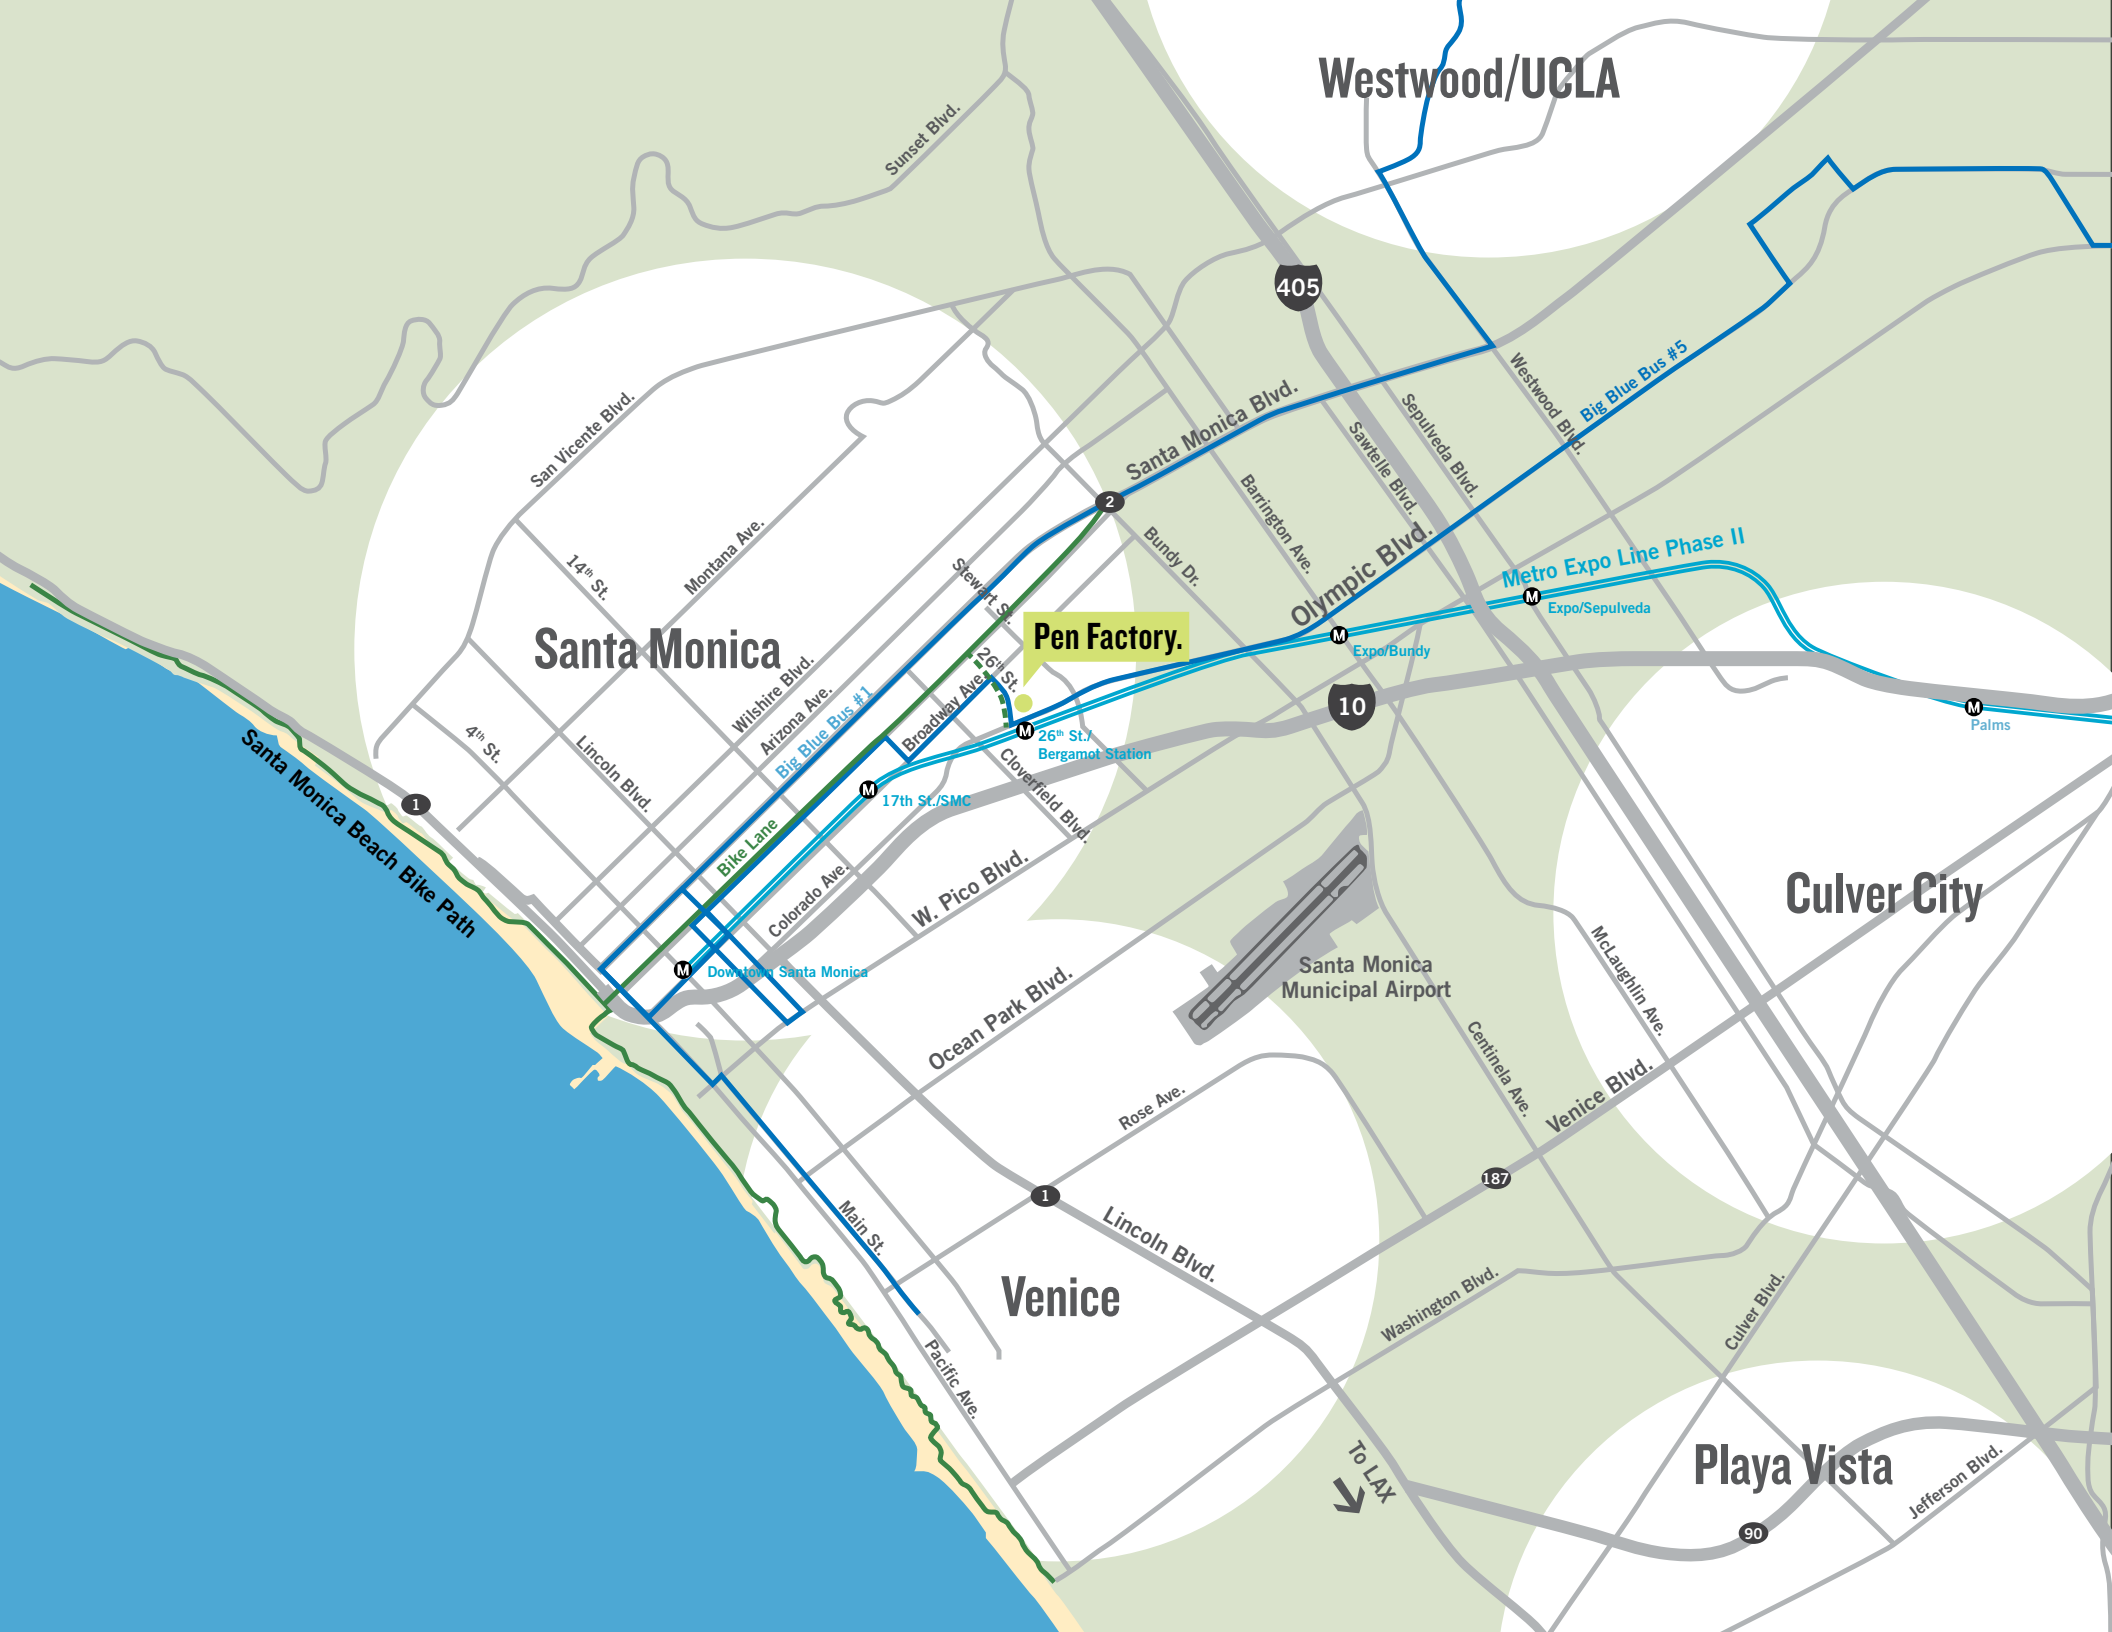 Westwood/UCLA
Sunset Blvd.
405
San Vicente Blvd.
Santa Monica Blvd.
Sepulveda Blvd.
Sawtelle Blvd.
Westwood Blvd.
Big Blue Bus #5
2
Barrington Ave.
Bundy Dr.
Olympic Blvd.
Metro Expo Line Phase II
M
Expo/Sepulveda
M
Expo/Bundy
14th St.
Montana Ave.
Stewart St.
Pen Factory.
Santa Monica
26th St.
Wilshire Blvd.
Arizona Ave.
Big Blue Bus #1
Broadway Ave.
10
M
Palms
M
26th St./
Bergamot Station
4th St.
Lincoln Blvd.
Cloverfield Blvd.
M
17th St./SMC
1
Santa Monica Beach Bike Path
Bike Lane
Colorado Ave.
W. Pico Blvd.
Culver City
M
Downtown Santa Monica
Santa Monica
Municipal Airport
McLaughlin Ave.
Ocean Park Blvd.
Centinela Ave.
Rose Ave.
Venice Blvd.
187
1
Lincoln Blvd.
Main St.
Venice
Washington Blvd.
Culver Blvd.
Pacific Ave.
To LAX
Playa Vista
Jefferson Blvd.
90